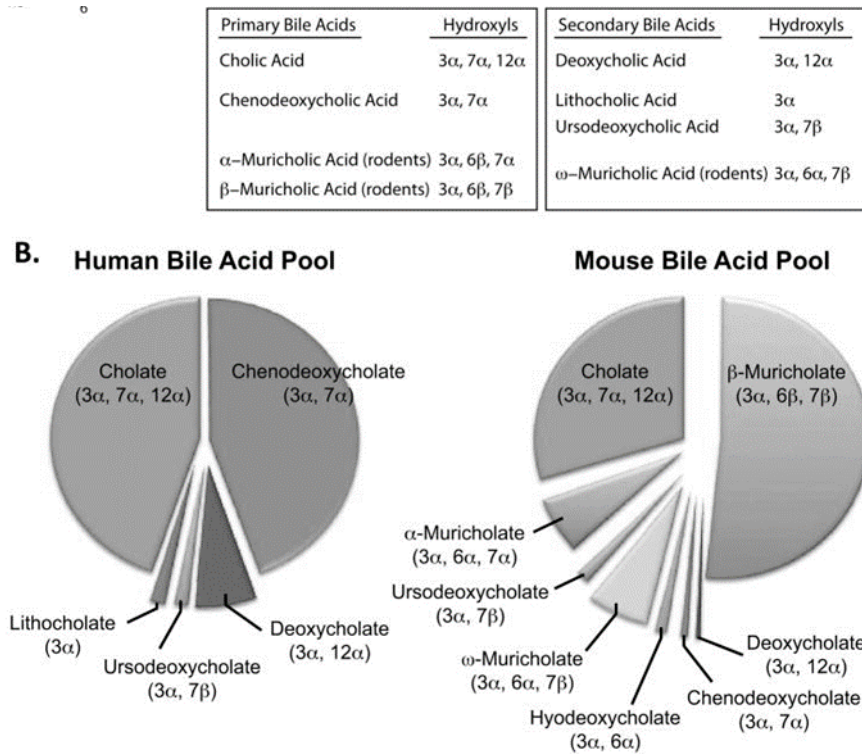 6
Primary Bile Acids Hydroxyls
Cholic Acid 3α, 7α, 12α
Chenodeoxycholic Acid 3α, 7α
α–Muricholic Acid (rodents) 3α, 6β, 7α
β–Muricholic Acid (rodents) 3α, 6β, 7β
Secondary Bile Acids Hydroxyls
Deoxycholic Acid 3α, 12α
Lithocholic Acid 3α
Ursodeoxycholic Acid 3α, 7β
ω–Muricholic Acid (rodents) 3α, 6α, 7β
B.
Human Bile Acid Pool
Cholate
(3α, 7α, 12α)
Chenodeoxycholate
(3α, 7α)
Lithocholate
(3α)
Ursodeoxycholate
(3α, 7β)
Deoxycholate
(3α, 12α)
Mouse Bile Acid Pool
Cholate
(3α, 7α, 12α)
β-Muricholate
(3α, 6β, 7β)
α-Muricholate
(3α, 6α, 7α)
Ursodeoxycholate
(3α, 7β)
ω-Muricholate
(3α, 6α, 7β)
Hyodeoxycholate
(3α, 6α)
Chenodeoxycholate
(3α, 7α)
Deoxycholate
(3α, 12α)